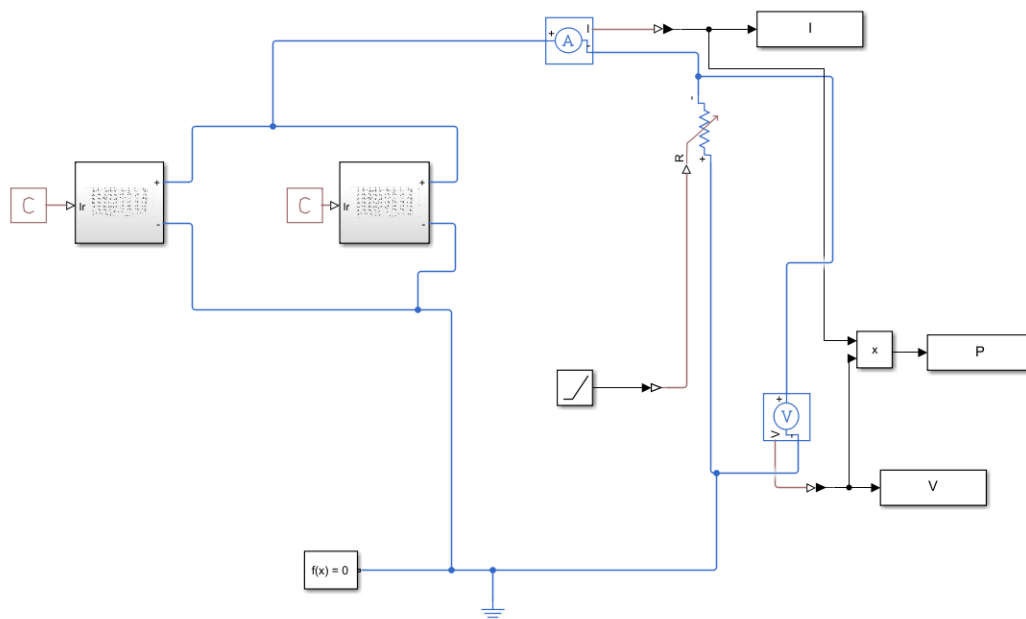 +
A
I
-
I
-
R
+
C
Ir
+
-
C
Ir
+
-
x
P
+
V
V
-
V
f(x) = 0